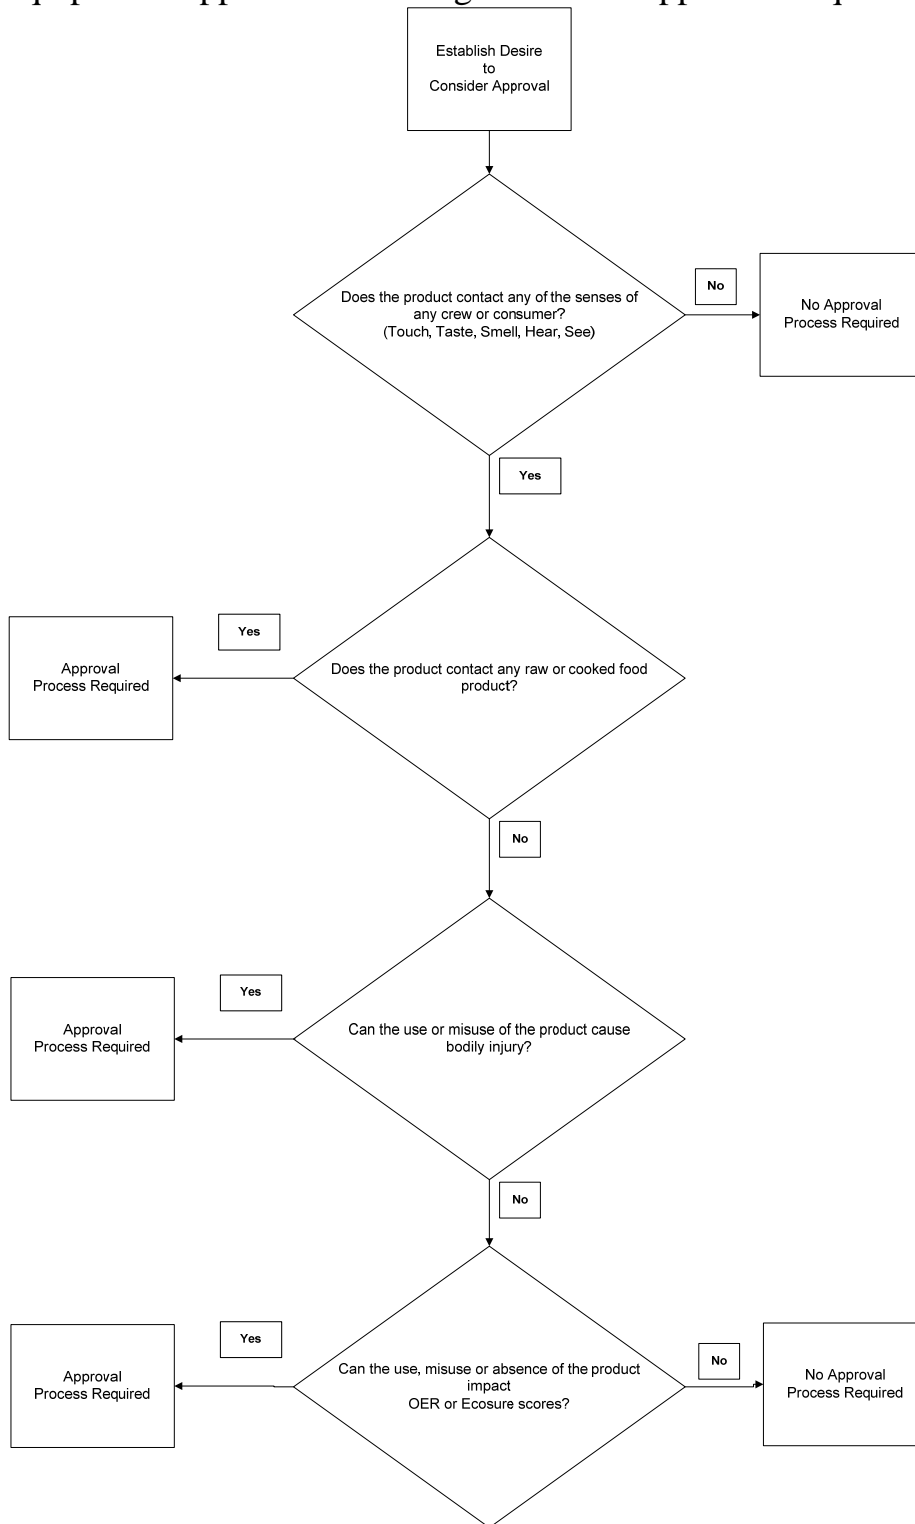 Establish Desire
to
Consider Approval
Does the product contact any of the senses of
any crew or consumer?
(Touch, Taste, Smell, Hear, See)
No
No Approval
Process Required
Yes
Does the product contact any raw or cooked food
product?
Yes
Approval
Process Required
No
Can the use or misuse of the product cause
bodily injury?
Yes
Approval
Process Required
No
Can the use, misuse or absence of the product
impact
OER or Ecosure scores?
Yes
Approval
Process Required
No
No Approval
Process Required